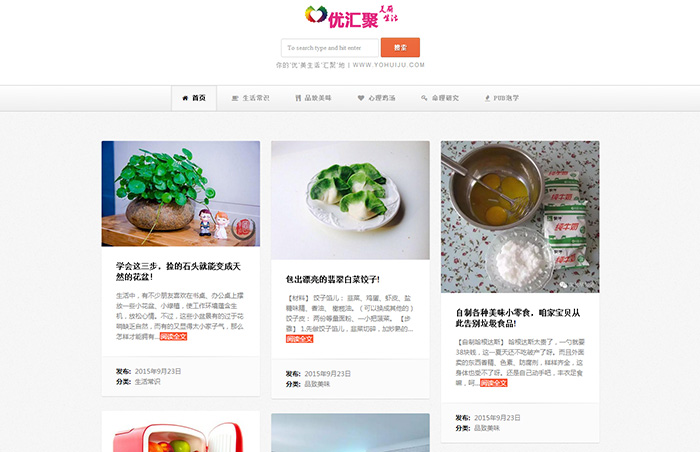 优汇聚
美丽
生活
To search type and hit enter
搜索
你的'优'美生活'汇聚'地 | WWW.YOHUIJU.COM
首页
生活常识
品致美味
心理鸡汤
命理研究
PUB泡学
学会这三步，捡的石头就能变成天
然的花盆!
生活中，有不少朋友喜欢在书桌、办公桌上摆
放一些小花盆、小绿植，使工作环境蕴含生
机，放松心情。不过，这些小盆景有的过于花
哨缺乏自然，而有的又显得太小家子气，那么
怎样才能拥有...阅读全文
发布: 2015年9月23日
分类: 生活常识
包出漂亮的翡翠白菜饺子!
【材料】 饺子馅儿： 韭菜、鸡蛋、虾皮、盐
糖味精、香油、 橄榄油。（可以换成其他的）
饺子皮： 两份等量面粉、一小把菠菜。 【步
骤】 1.先做饺子馅儿，韭菜切碎，加炒熟的...
阅读全文
发布: 2015年9月23日
分类: 品致美味
自制各种美味小零食，咱家宝贝从
此告别垃圾食品!
【自制哈根达斯】 哈根达斯太贵了，一勺就要
38块钱，这一夏天还不吃破产了好。而且外面
卖的东西香精、色素、防腐剂，样样齐全，这
身体也受不了呀。还是自己动手吧，丰衣足食
嘛，呵...阅读全文
发布: 2015年9月23日
分类: 品致美味
纯牛奶